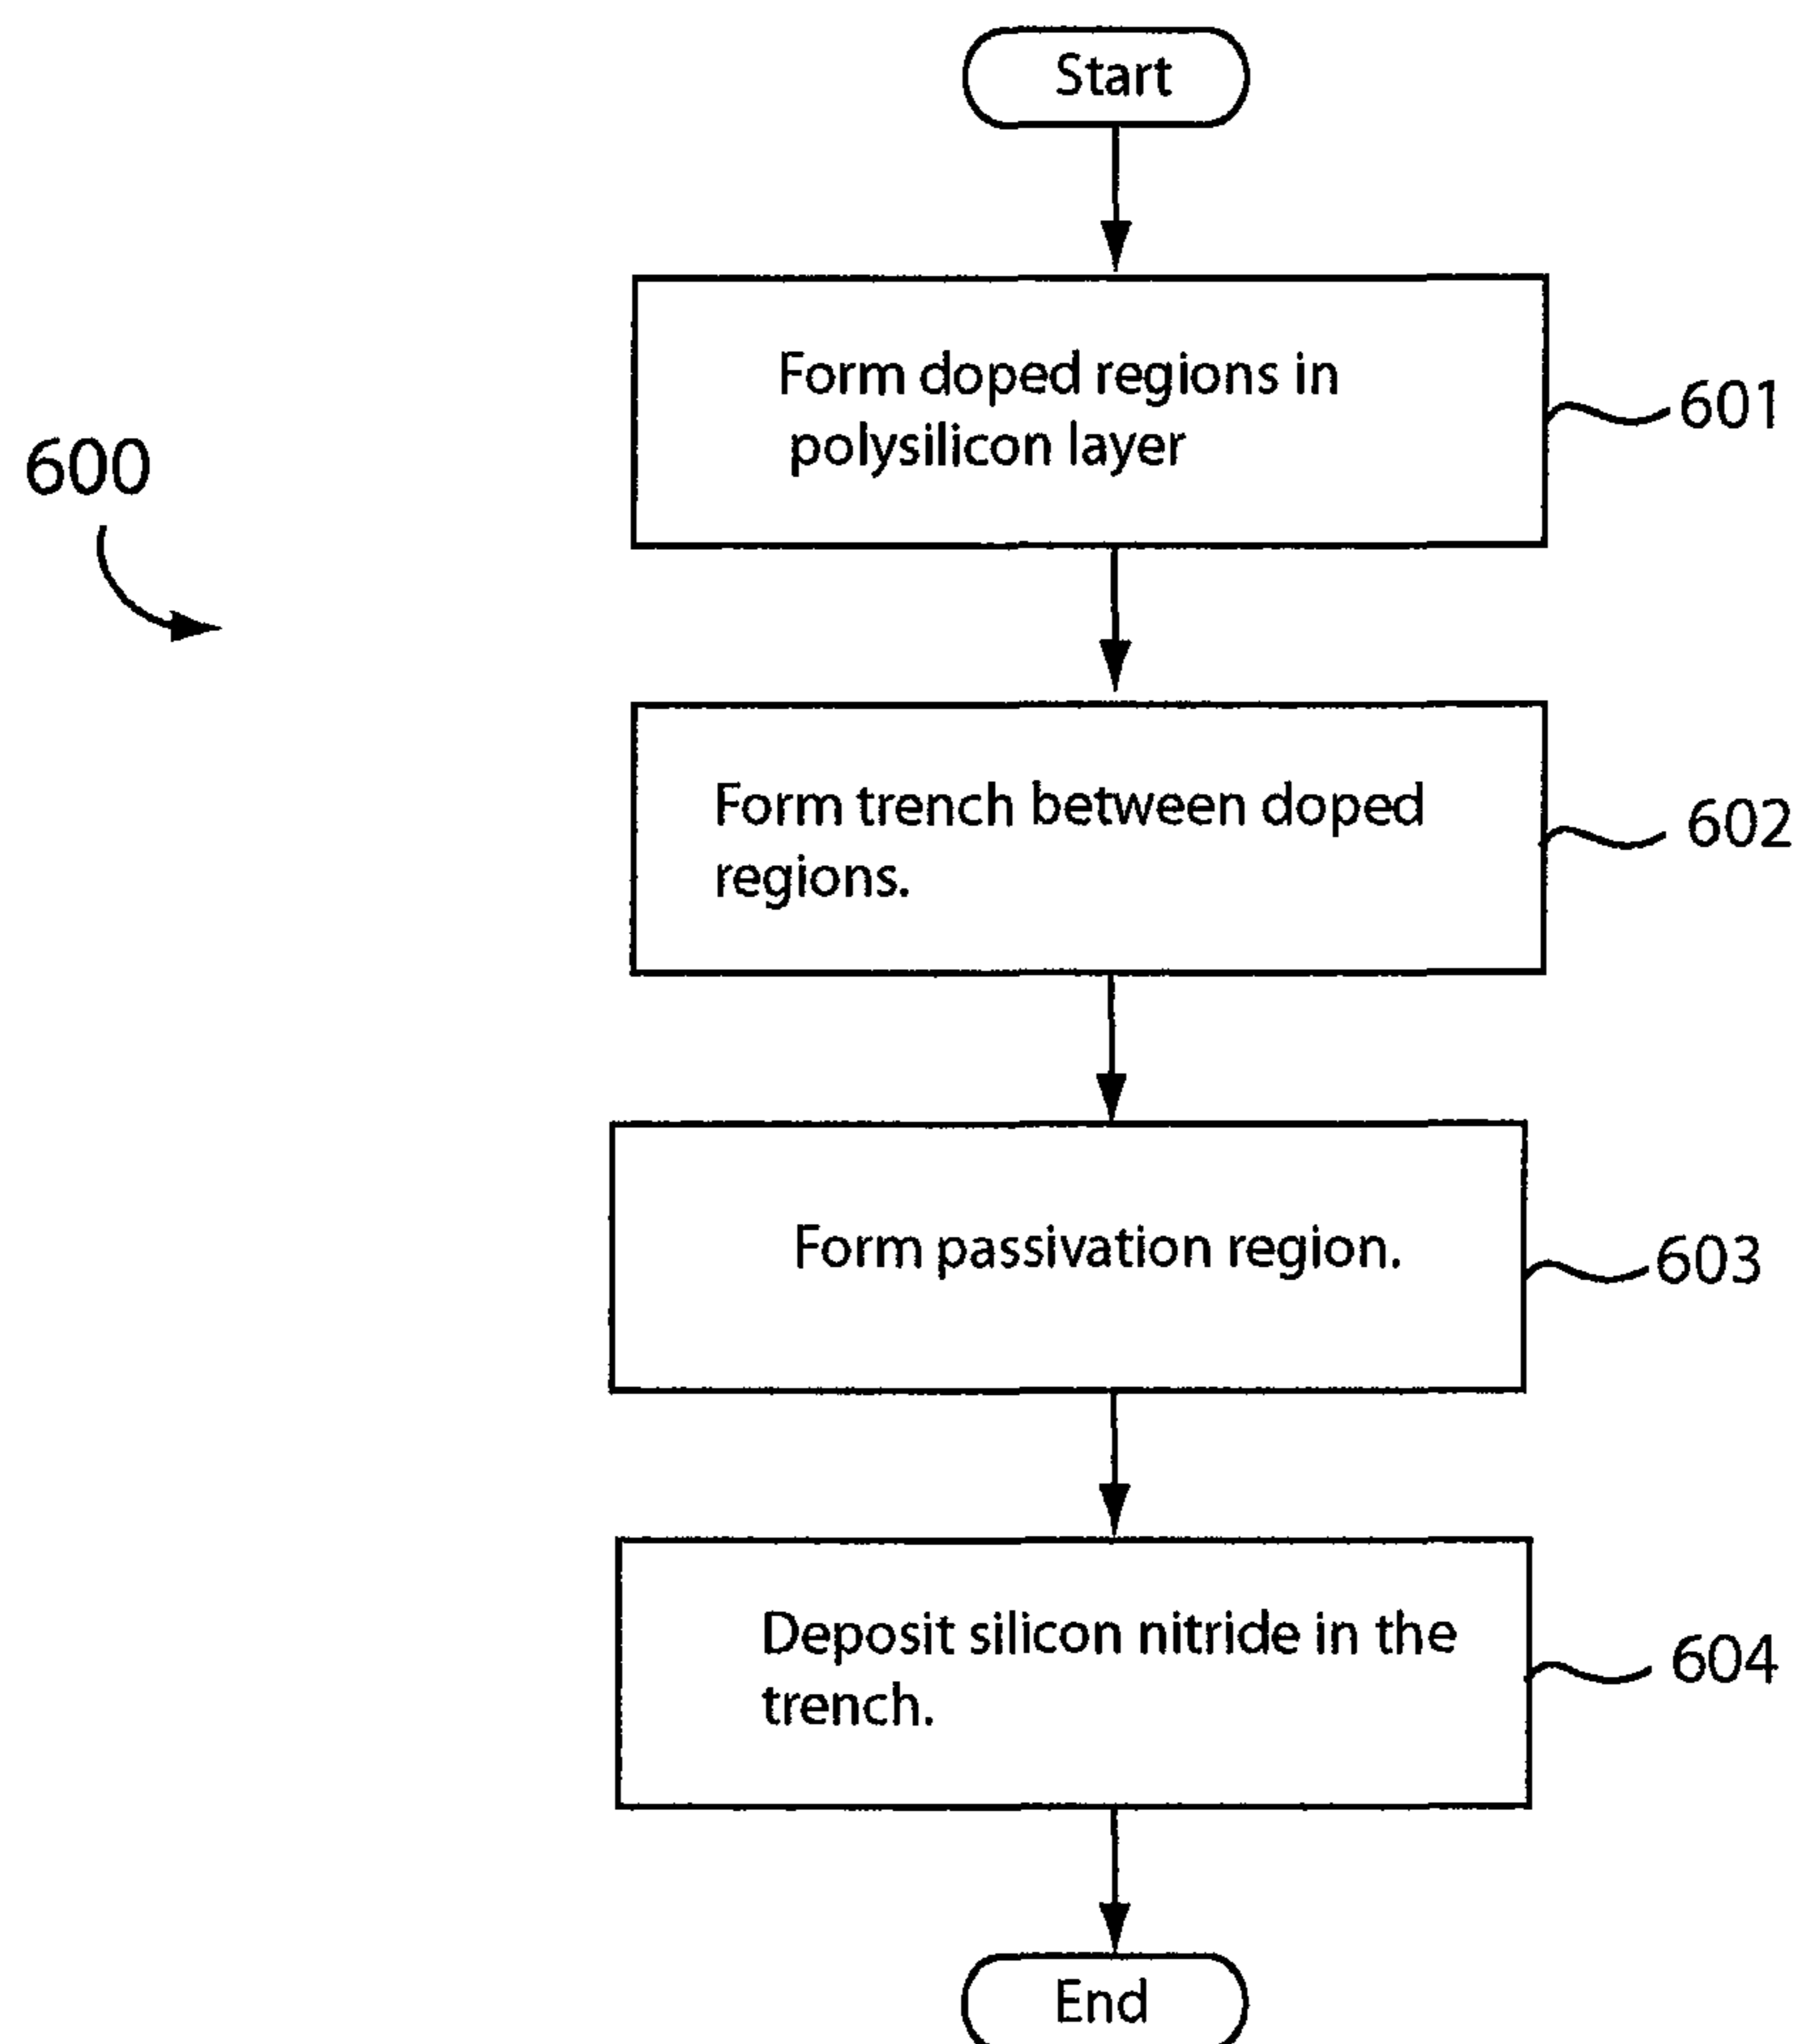 Start
Form doped regions in
polysilicon layer
601
600
Form trench between doped
regions.
602
Form passivation region.
603
Deposit silicon nitride in the
trench.
604
End